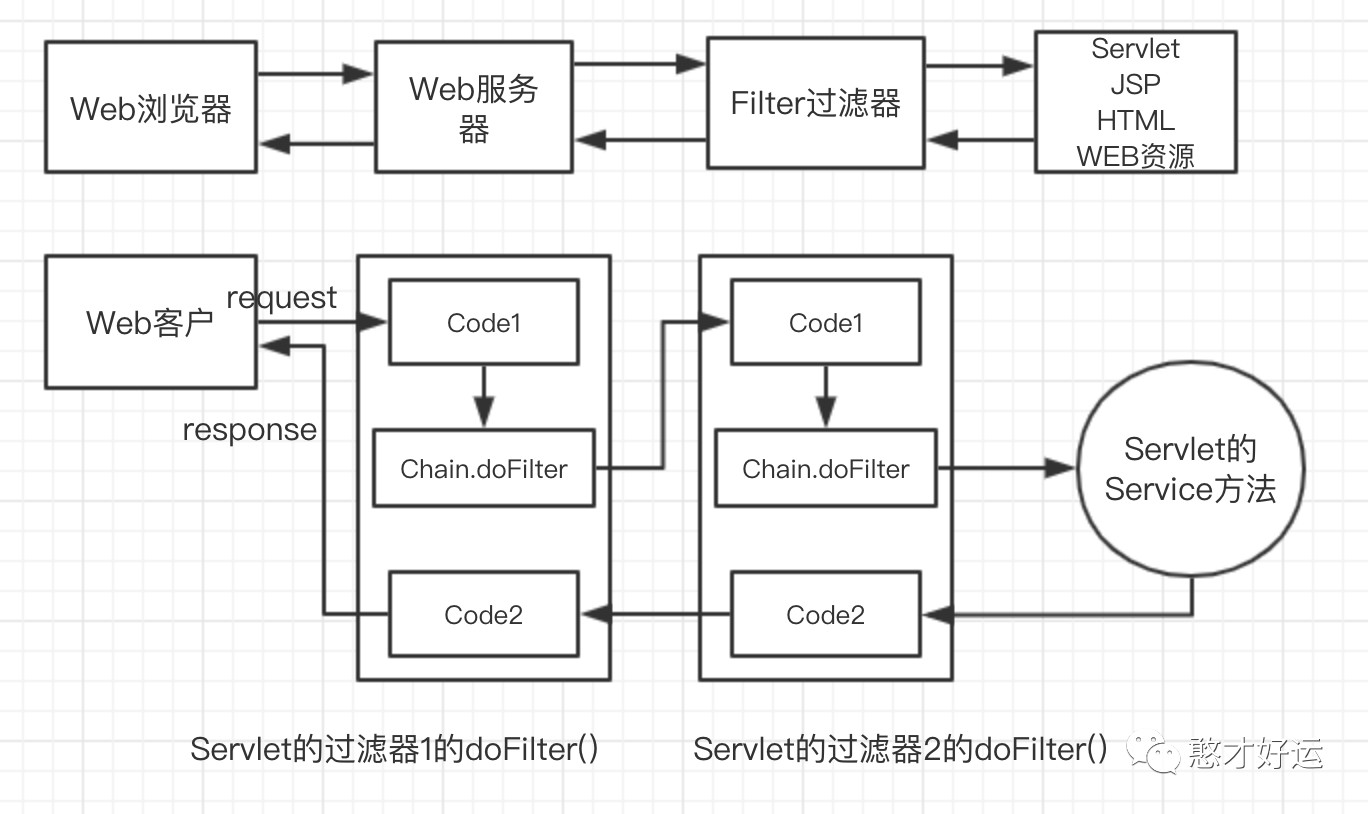 Web浏览器
Web服务
器
Filter过滤器
Servlet
JSP
HTML
WEB资源
Web客户
request
response
Code1
Chain.doFilter
Code2
Code1
Chain.doFilter
Code2
Servlet的
Service方法
Servlet的过滤器1的doFilter()
Servlet的过滤器2的doFilter()
憨才好运